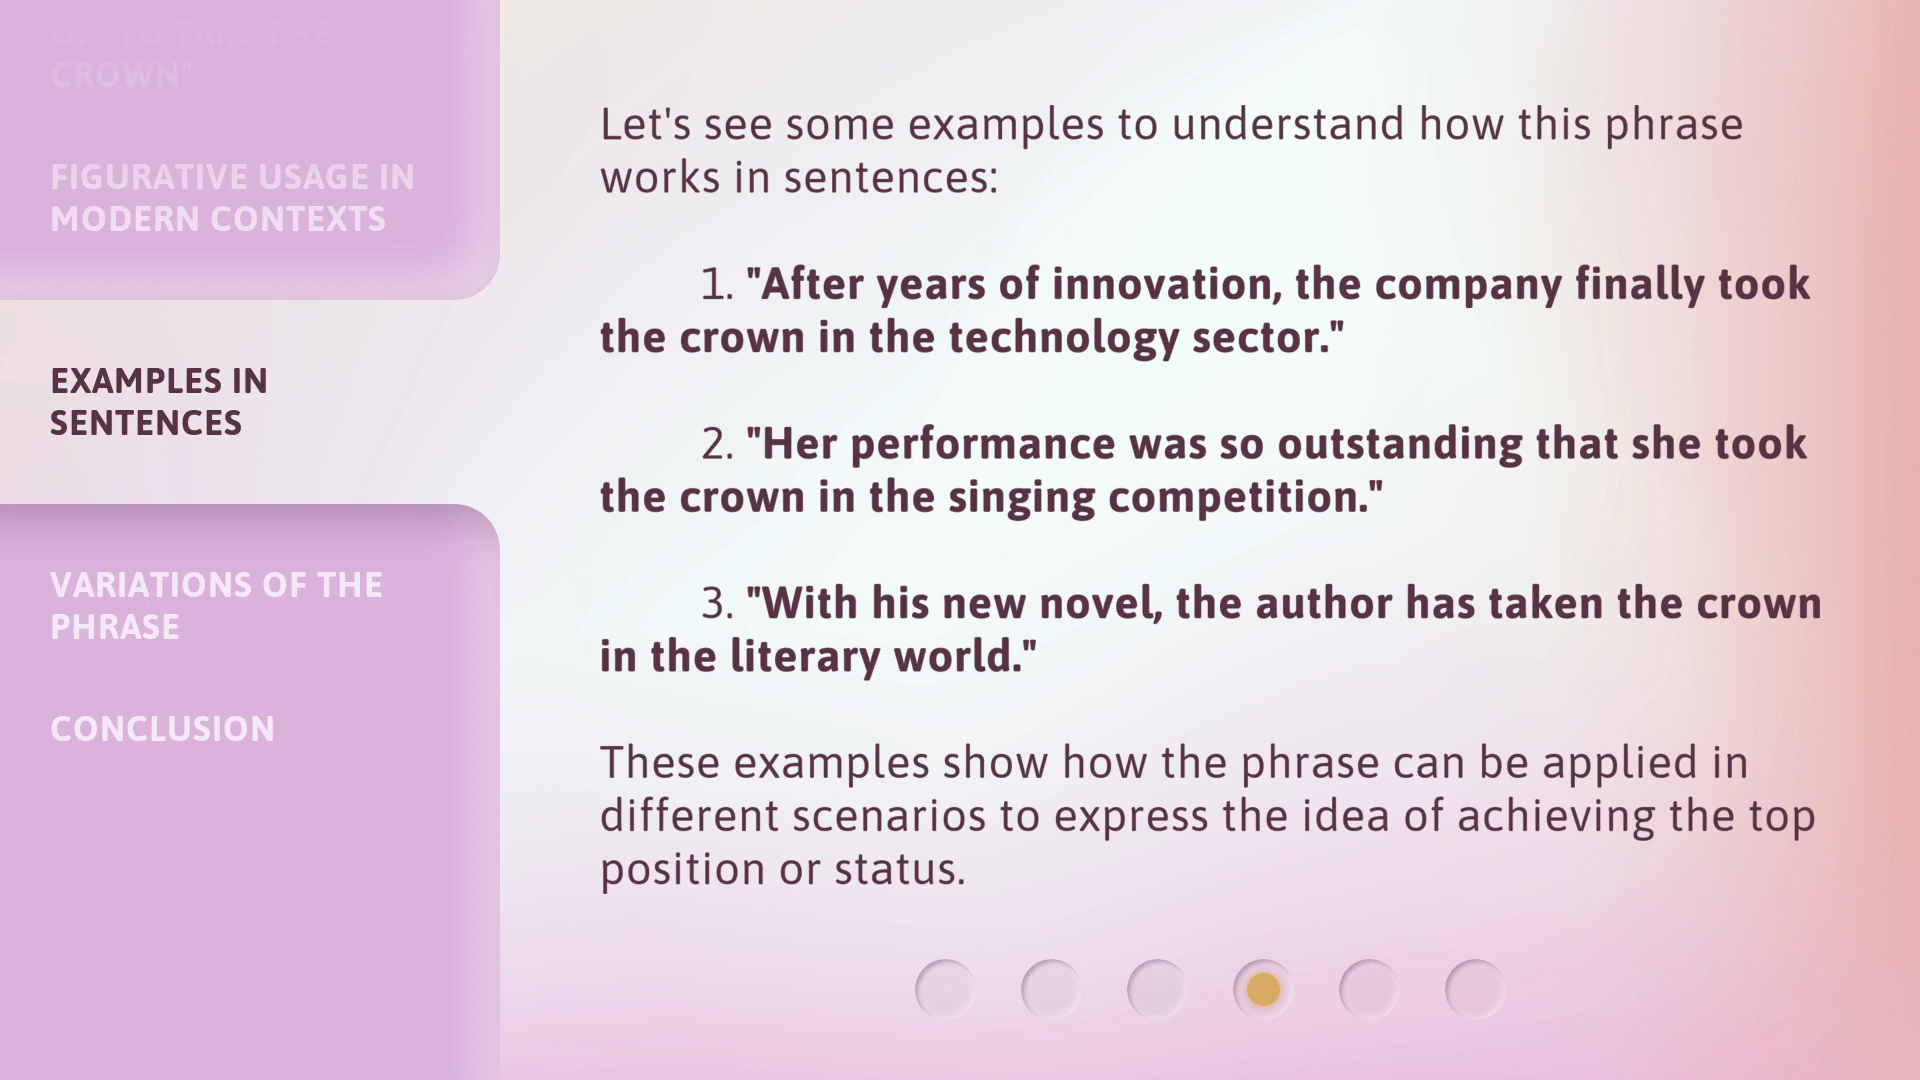 OF "TO TAKE THE
CROWN"
FIGURATIVE USAGE IN
MODERN CONTEXTS
EXAMPLES IN
SENTENCES
VARIATIONS OF THE
PHRASE
CONCLUSION
Let's see some examples to understand how this phrase
works in sentences:
1. "After years of innovation, the company finally took
the crown in the technology sector."
2. "Her performance was so outstanding that she took
the crown in the singing competition."
3. "With his new novel, the author has taken the crown
in the literary world."
These examples show how the phrase can be applied in
different scenarios to express the idea of achieving the top
position or status.